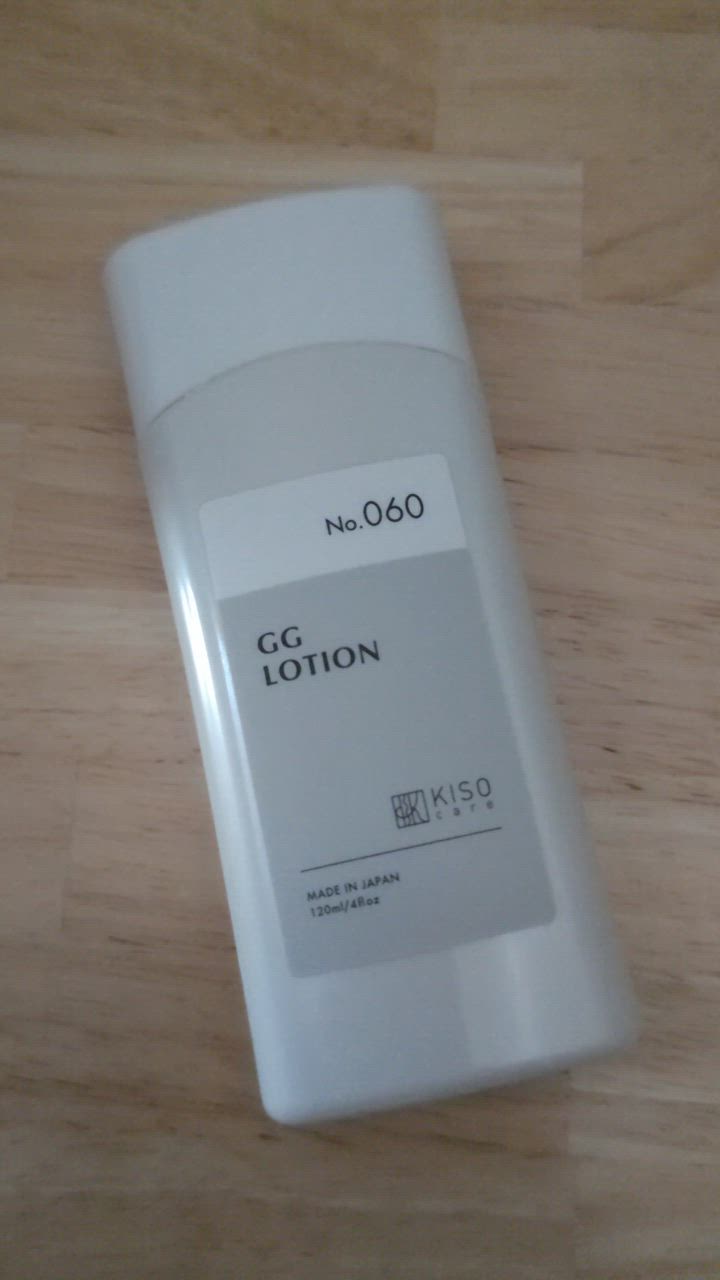 No.060
GG
LOTION
KISO
care
MADE IN JAPAN
120ml/4floz